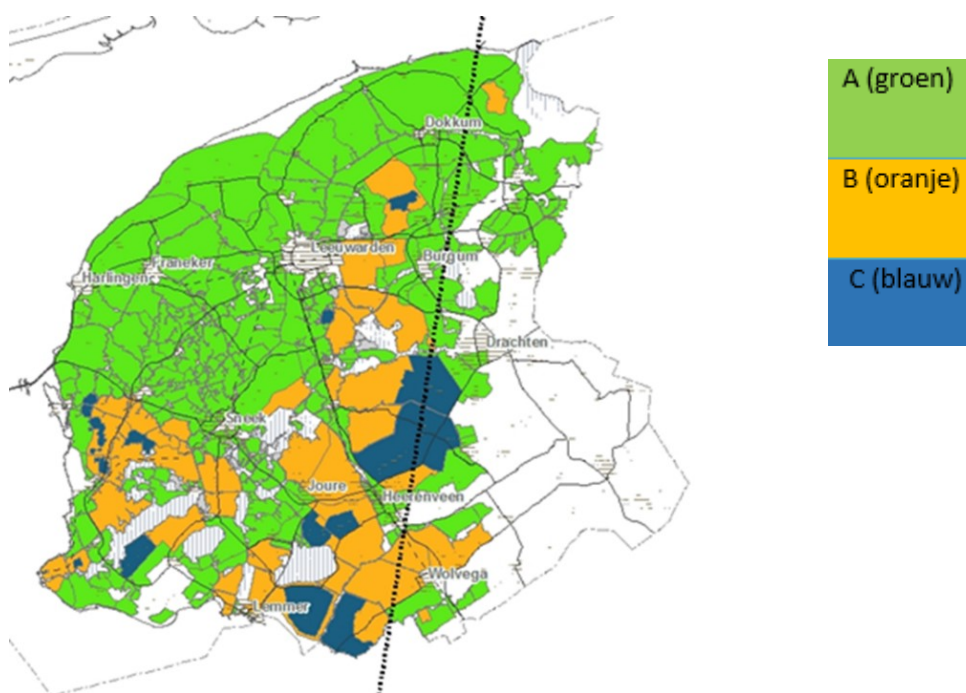 A (groen)
Dokkum
B (oranje)
Leeuwarden
Burgum
Franeker
Harlingen
C (blauw)
Drachten
Sneek
Joure
Heerenveen
Wolvega
Lemmer